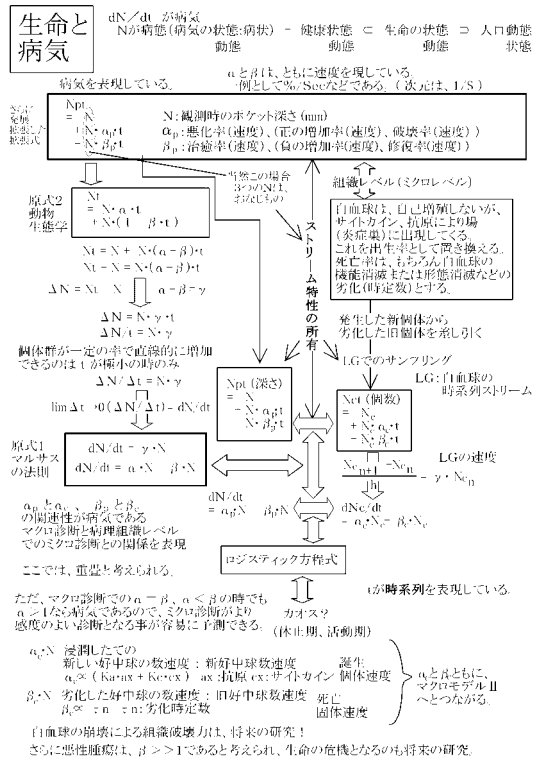 生命と
病気
dN／dt が病気
Nが病態(病気の状態:病状) － 健康状態 ⊂ 生命の状態 ⊃ 人口動態
動態 動態 動態 状態
病気を表現している。
αとβは、ともに速度を現している。
一例として％／Secなどである。(次元は、1/S)
さらに
発展
拡張した
拡張式
Npt
= N
+N･αp･t
－N･βp･t
N:観測時のポケット深さ(mm)
αp:悪化率(速度)、(正の増加率(速度)、破壊率(速度))
βp:治癒率(速度)、(負の増加率(速度)、修復率(速度))
当然この場合
3つのNは、
おなじもの
原式2
動物
生態学
Nt
=N･α･t
+N･(1－β･t)
Nt = N + N･(α－β)･t
Nt－N = N･(α－β)･t
ΔN = Nt－N α－β=γ
ΔN = N･γ･t
ΔN/t = N･γ
個体群が一定の率で直線的に増加
できるのは t が極小の時のみ
ΔN/Δt = N･γ
limΔt→0(ΔN/Δt)=dN/dt
原式1
マルサス
の法則
dN/dt = γ･N
dN/dt = α･N－β･N
ストリーム特性の所有
組織レベル(ミクロレベル)
白血球は、自己増殖しないが、
サイトカイン、抗原により場
(炎症巣)に出現してくる。
これを出生率として置き換える。
死亡率は、もちろん白血球の
機能消滅または形態消滅などの
劣化(時定数)とする。
発生した新個体から
劣化した旧個体を承し引く
LGでのサンプリング
LG:白血球の
時系列ストリーム
Npt(深さ)
= N
+N･αp･t
－N･βp･t
Nct(個数)
= Nc
+Nc･αc･t
－Nc･βc･t
LGの速度
Ncn+1－Ncn
h
= γ･Ncn
dN/dt
=αp･N－βp･N
dNc/dt
=αc･Nc－βc･Nc
ロジスティック方程式
カオス?
(休止期、活動期)
tが時系列を表現している
αpとαc、βpとβc
の関連性が病気である
マクロ診断と病理組織レベル
でのミクロ診断との関係を表現
ここでは、重畳と考えられる。
ただ、マクロ診断でのα=β、α<βの時でも
α>1なら病気であるので、ミクロ診断がより
感度のよい診断となる事が容易に予測できる。
αc･N 浸潤したての
新しい好中球の数速度:新好中球数速度
αc∝(Ka･ax+Kc･cx) ax:抗原 cx:サイトカイン
誕生
個体速度
βc･N 劣化した好中球の数速度:旧好中球数速度
βc∝－τn τn:劣化時定数
死亡
固体速度
αとβともに、
マクロモデルⅡ
へとつながる。
白血球の崩壊による組織破壊力は、将来の研究!
さらに悪性腫瘍は、β>>1であると考えられ、生命の危機となるのも将来の研究。